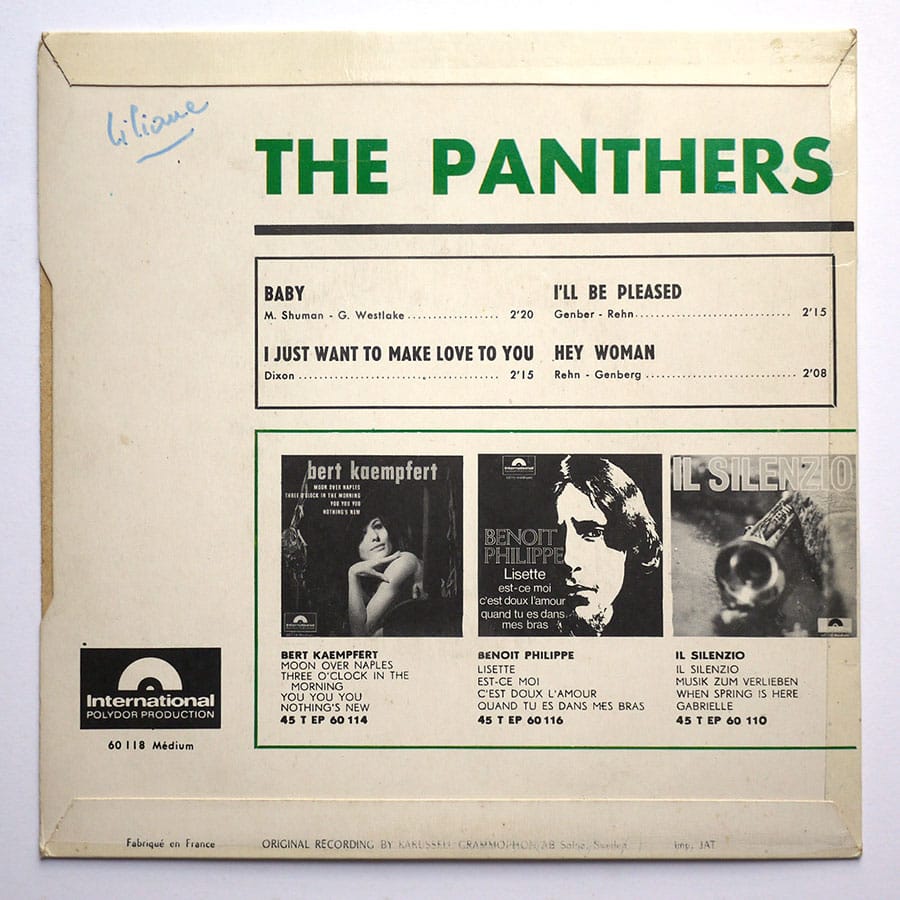 Liliane
THE PANTHERS
BABY
M. Shuman - G. Westlake .................. 2'20
I JUST WANT TO MAKE LOVE TO YOU
Dixon ........................................ 2'15
I'LL BE PLEASED
Genber - Rehn .............................. 2'15
HEY WOMAN
Rehn - Genberg ............................. 2'08
bert kaempfert
MOON OVER NAPLES
THREE O'CLOCK IN THE MORNING
YOU YOU YOU
NOTHING'S NEW
BENOIT
PHILIPPE
Lisette
est-ce moi
c'est doux l'amour
quand tu es dans
mes bras
IL SILENZIO
BERT KAEMPFERT
MOON OVER NAPLES
THREE O'CLOCK IN THE
MORNING
YOU YOU YOU
NOTHING'S NEW
45 T EP 60 114
BENOIT PHILIPPE
LISETTE
EST-CE MOI
C'EST DOUX L'AMOUR
QUAND TU ES DANS MES BRAS
45 T EP 60 116
IL SILENZIO
IL SILENZIO
MUSIK ZUM VERLIEBEN
WHEN SPRING IS HERE
GABRIELLE
45 T EP 60 110
International
POLYDOR PRODUCTION
60 118 Médium
Fabriqué en France
ORIGINAL RECORDING BY KARUSSELL GRAMMOPHON/AB Solna, Sweden
Imp. JAT